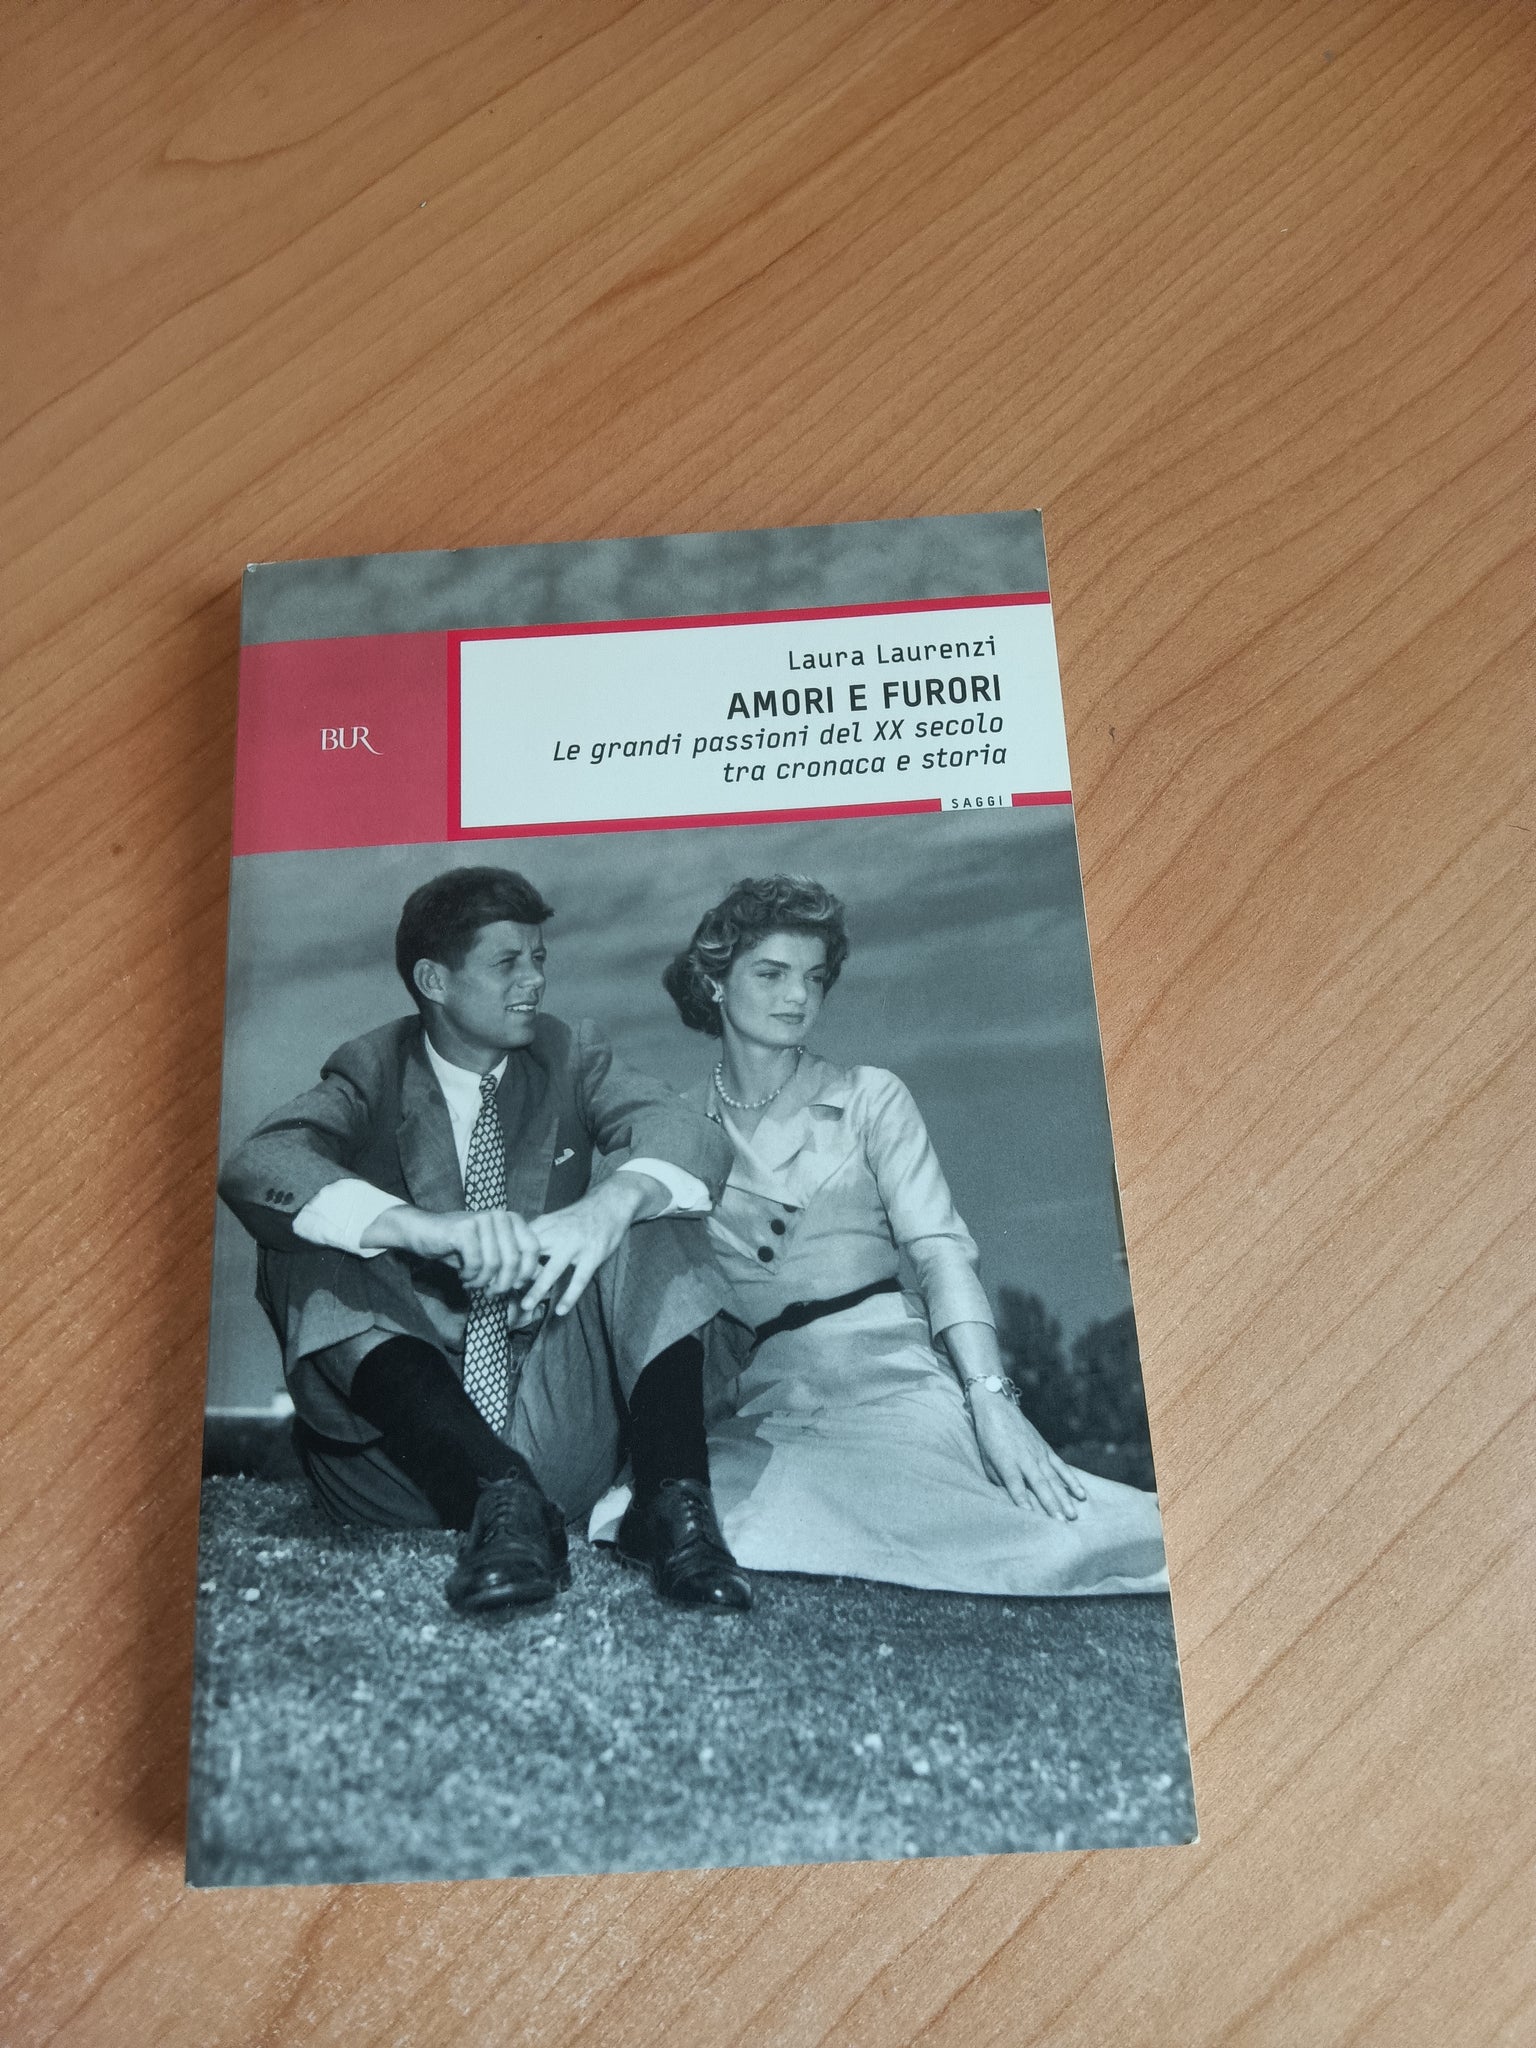 Laura Laurenzi
AMORI E FURORI
Le grandi passioni del XX secolo
tra cronaca e storia
BUR
SAGGI